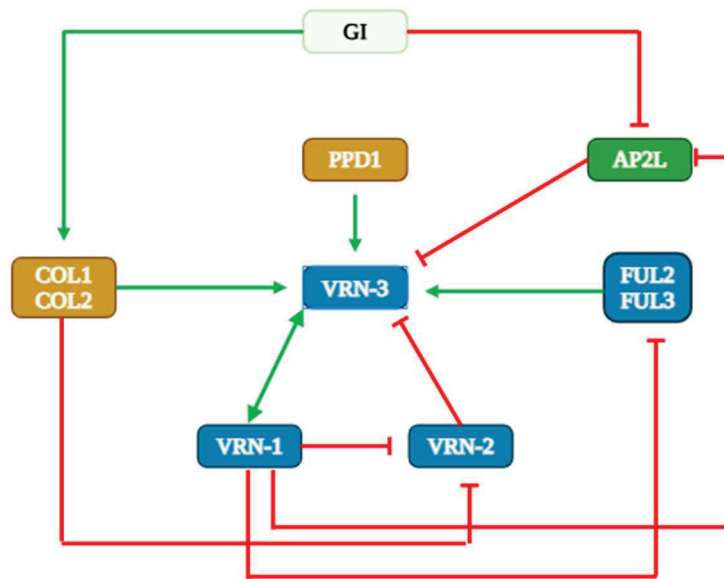 GI
PPD1
AP2L
COL1
COL2
VRN-3
FUL2
FUL3
VRN-1
VRN-2